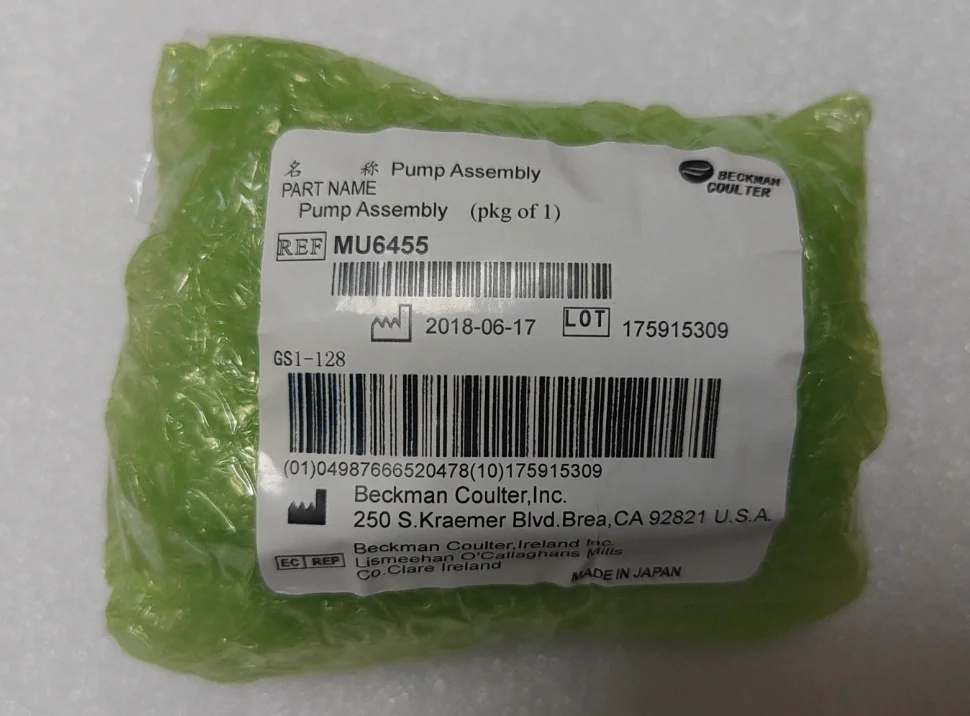 名 称 Pump Assembly
BECKMAN
COULTER
PART NAME
Pump Assembly (pkg of 1)
REF MU6455
2018-06-17 LOT 175915309
GS1-128
(01)04987666520478(10)175915309
Beckman Coulter,Inc.
250 S.Kraemer Blvd.Brea,CA 92821 U.S.A.
Beckman Coulter,Ireland Inc.
EC REP Lismeehan O'Callaghans Mills
Co.Clare Ireland
MADE IN JAPAN